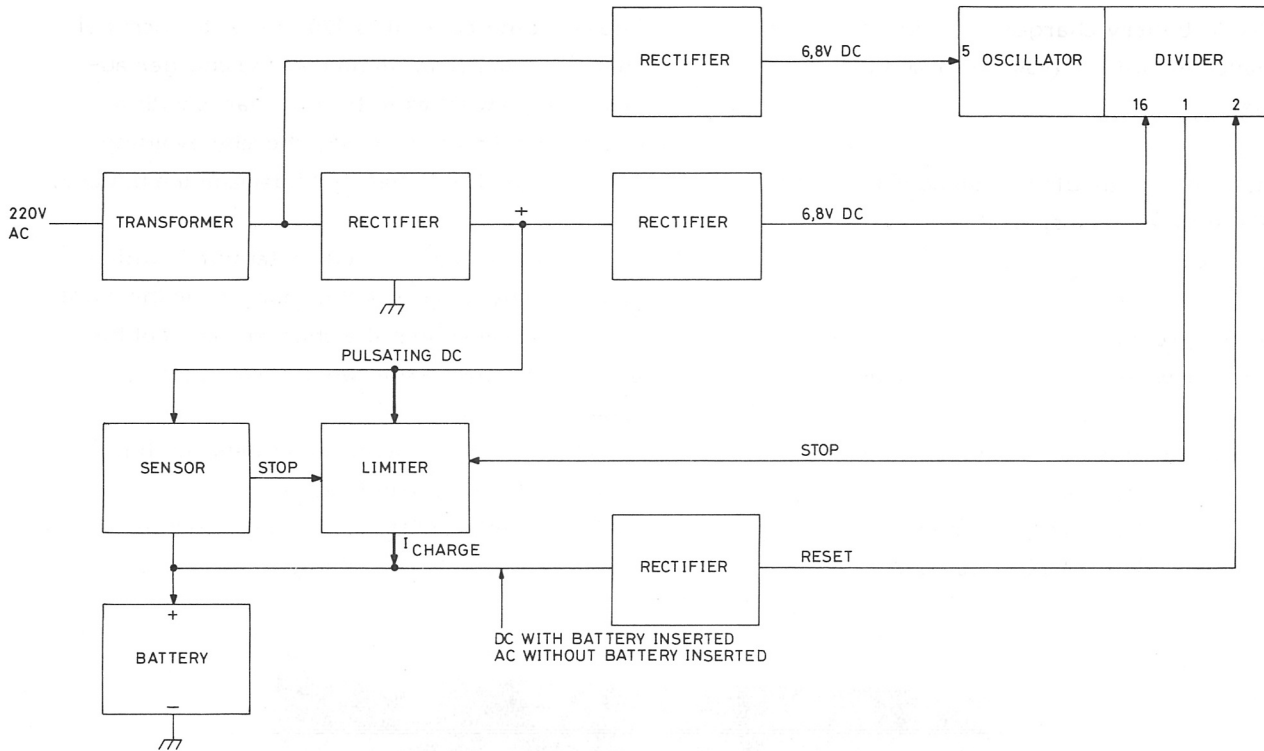 RECTIFIER
6,8V DC
5
OSCILLATOR
DIVIDER
16
1
2
220V
AC
TRANSFORMER
RECTIFIER
+
RECTIFIER
6,8V DC
PULSATING DC
SENSOR
STOP
LIMITER
STOP
I CHARGE
RECTIFIER
RESET
+
BATTERY
−
DC WITH BATTERY INSERTED
AC WITHOUT BATTERY INSERTED